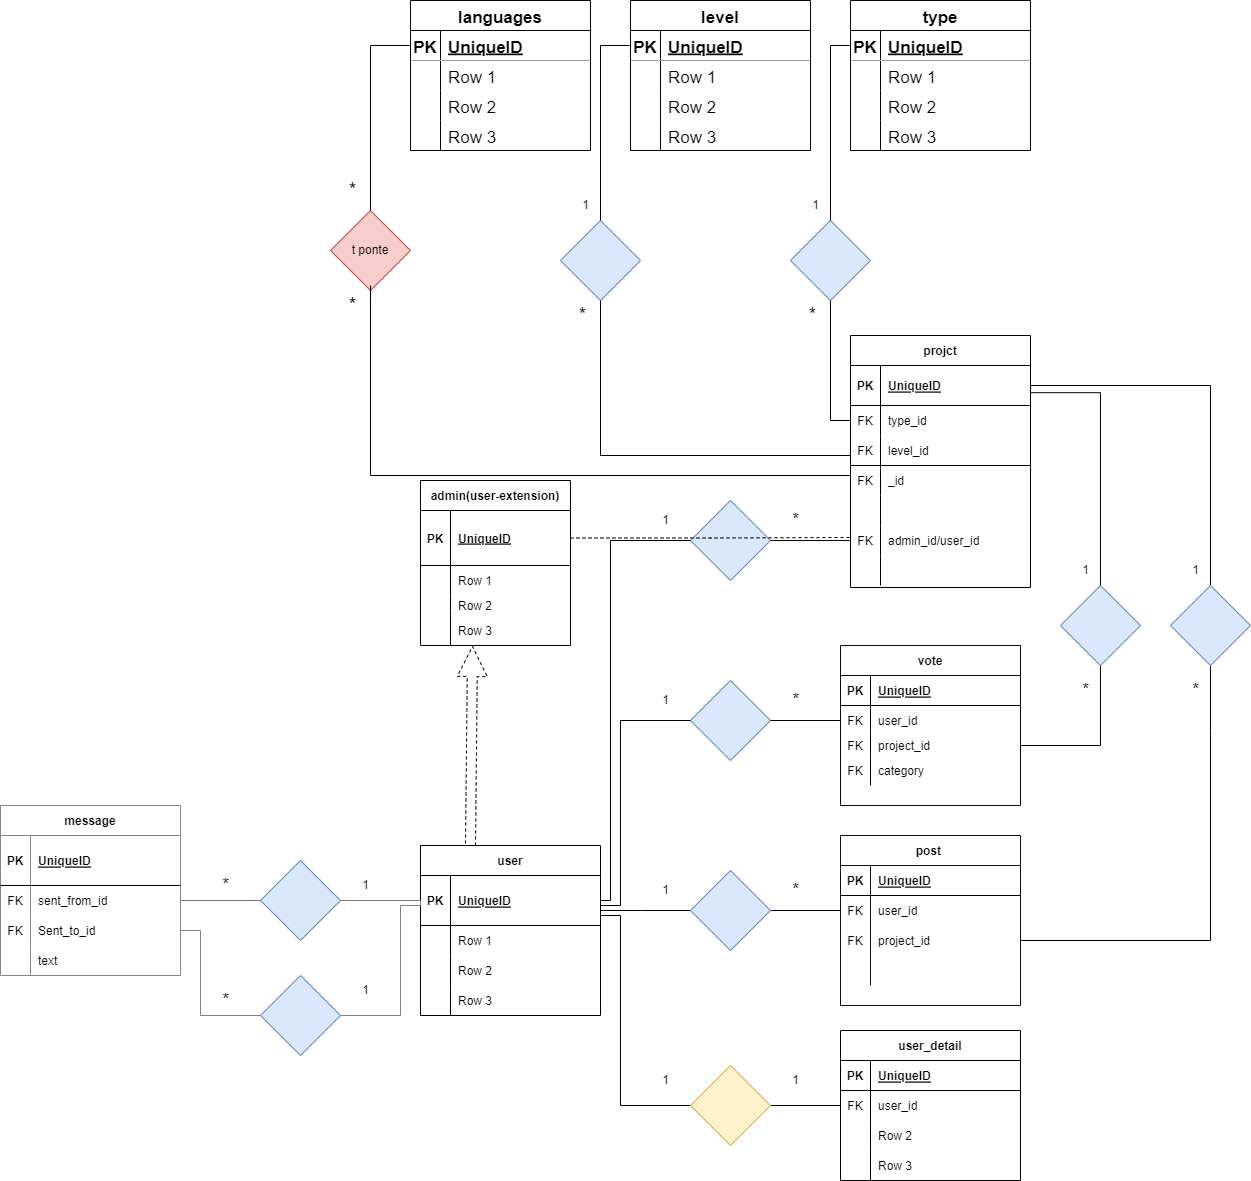 languages
PK UniqueID
Row 1
Row 2
Row 3
level
PK UniqueID
Row 1
Row 2
Row 3
type
PK UniqueID
Row 1
Row 2
Row 3
*
t ponte
*
1
*
1
*
projct
PK UniqueID
FK type_id
FK level_id
FK _id
FK admin_id/user_id
admin(user-extension)
PK UniqueID
Row 1
Row 2
Row 3
1 *
1
*
1
*
vote
PK UniqueID
FK user_id
FK project_id
FK category
1 *
message
PK UniqueID
FK sent_from_id
FK Sent_to_id
text
* 1
* 1
user
PK UniqueID
Row 1
Row 2
Row 3
1 *
post
PK UniqueID
FK user_id
FK project_id
1 1
user_detail
PK UniqueID
FK user_id
Row 2
Row 3